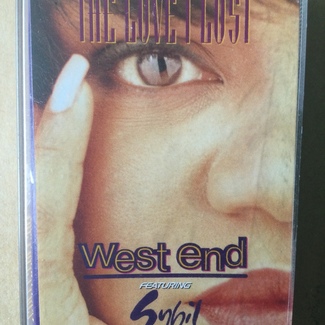 THE LOVE I LOST
West end
FEATURING
Sybil